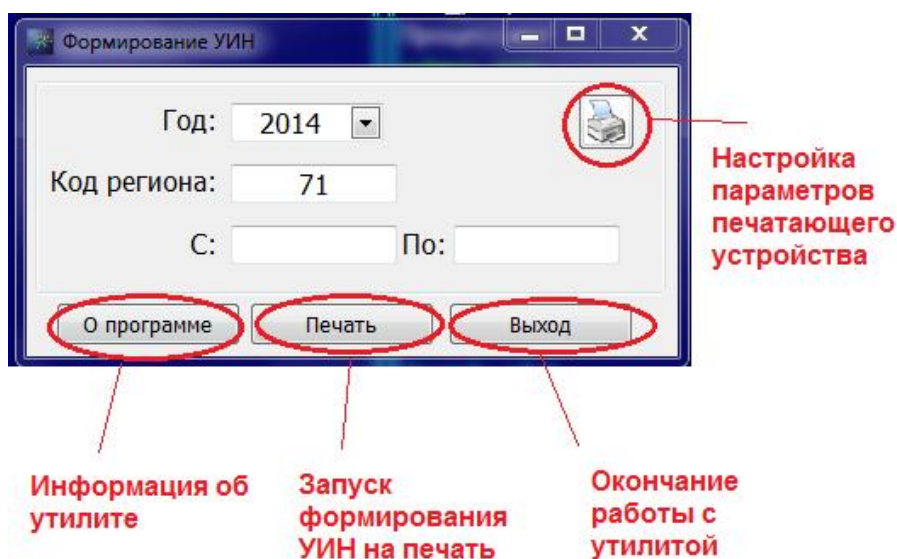 Формирование УИН
Год: 2014
Код региона: 71
С: По:
О программе Печать Выход
Настройка
параметров
печатающего
устройства
Информация об
утилите
Запуск
формирования
УИН на печать
Окончание
работы с
утилитой